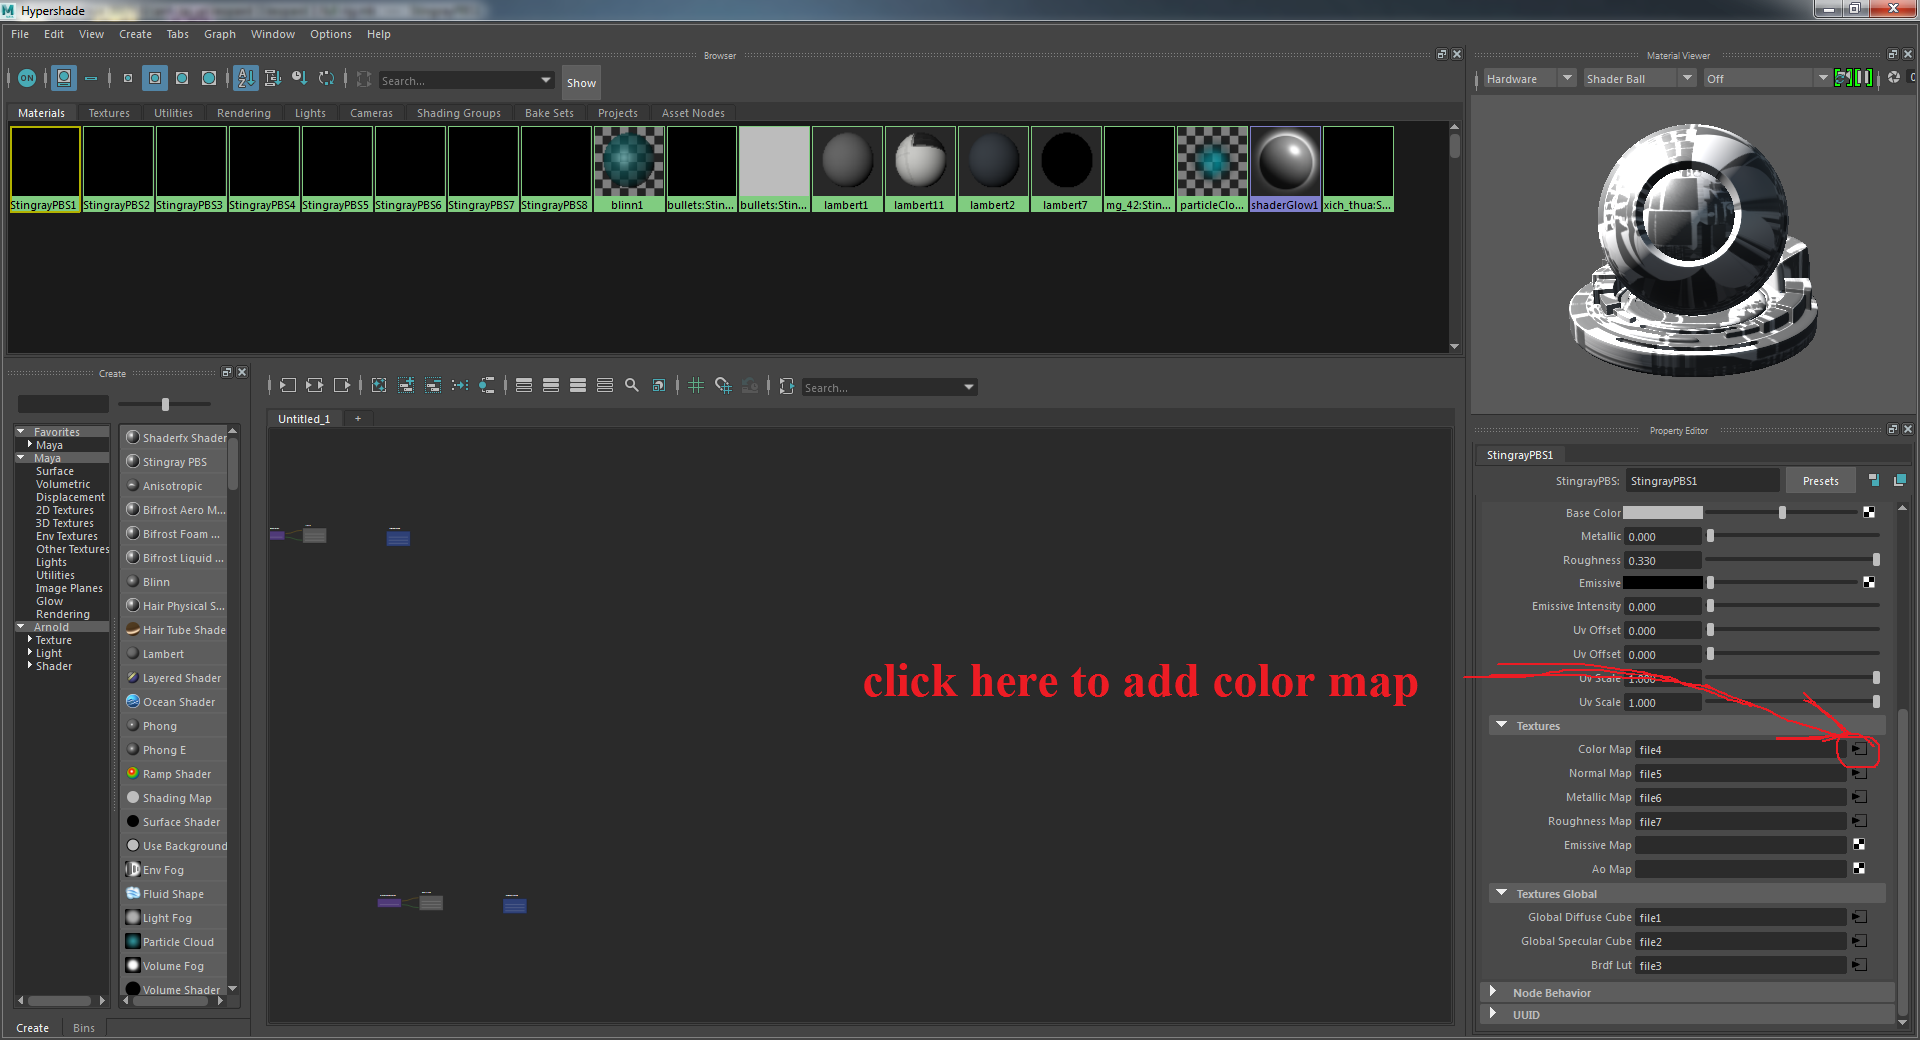 Hypershade
File Edit View Create Tabs Graph Window Options Help
Browser
ON
Search...
Show
Materials Textures Utilities Rendering Lights Cameras Shading Groups Bake Sets Projects Asset Nodes
StingrayPBS1 StingrayPBS2 StingrayPBS3 StingrayPBS4 StingrayPBS5 StingrayPBS6 StingrayPBS7 StingrayPBS8 blinn1 bullets:Stin... bullets:Stin... lambert1 lambert11 lambert2 lambert7 mg_42:Stin... particleClo... shaderGlow1 xich_thua:S...
Material Viewer
Hardware Shader Ball Off
Create
Favorites
Maya
Maya
Surface
Volumetric
Displacement
2D Textures
3D Textures
Env Textures
Other Textures
Lights
Utilities
Image Planes
Glow
Rendering
Arnold
Texture
Light
Shader
Shaderfx Shader
Stingray PBS
Anisotropic
Bifrost Aero M...
Bifrost Foam ...
Bifrost Liquid ...
Blinn
Hair Physical S...
Hair Tube Shade
Lambert
Layered Shader
Ocean Shader
Phong
Phong E
Ramp Shader
Shading Map
Surface Shader
Use Background
Env Fog
Fluid Shape
Light Fog
Particle Cloud
Volume Fog
Volume Shader
Create Bins
Search...
Untitled_1 +
click here to add color map
Property Editor
StingrayPBS1
StingrayPBS: StingrayPBS1 Presets
Base Color
Metallic 0.000
Roughness 0.330
Emissive
Emissive Intensity 0.000
Uv Offset 0.000
Uv Offset 0.000
Uv Scale 1.000
Uv Scale 1.000
Textures
Color Map file4
Normal Map file5
Metallic Map file6
Roughness Map file7
Emissive Map
Ao Map
Textures Global
Global Diffuse Cube file1
Global Specular Cube file2
Brdf Lut file3
Node Behavior
UUID